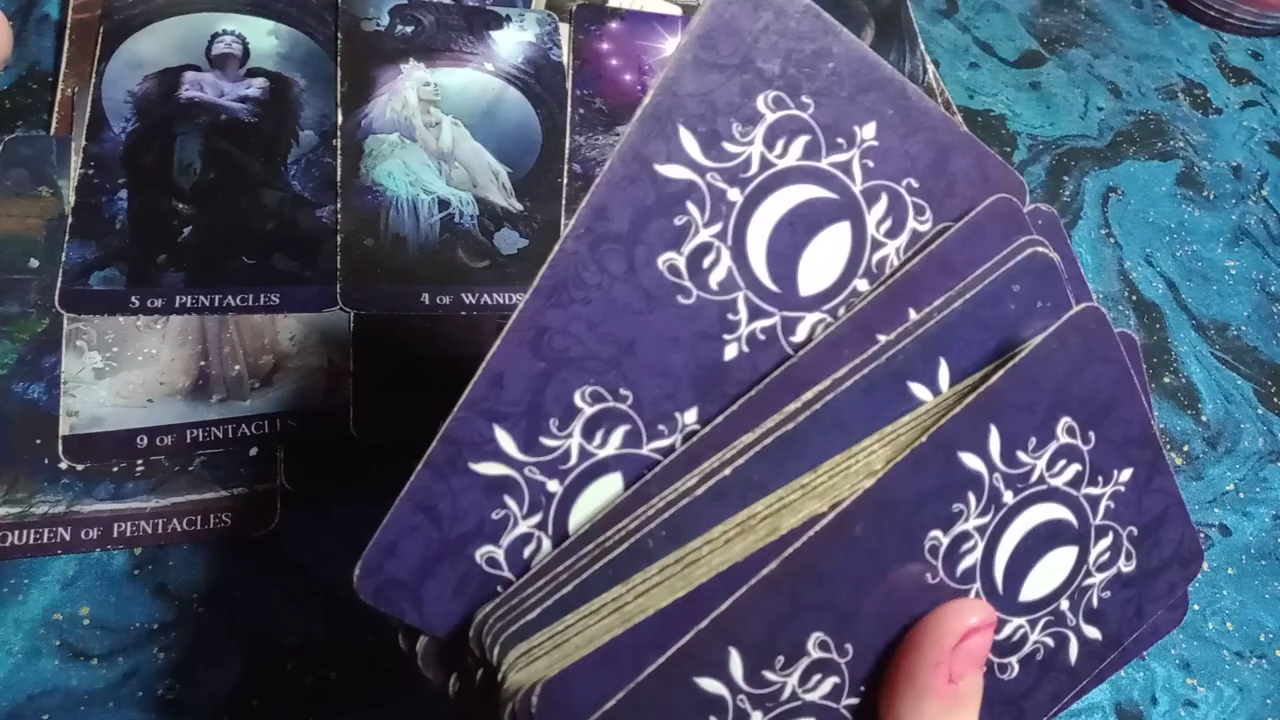 5 OF PENTACLES
4 OF WANDS
9 OF PENTACL
QUEEN OF PENTACLES